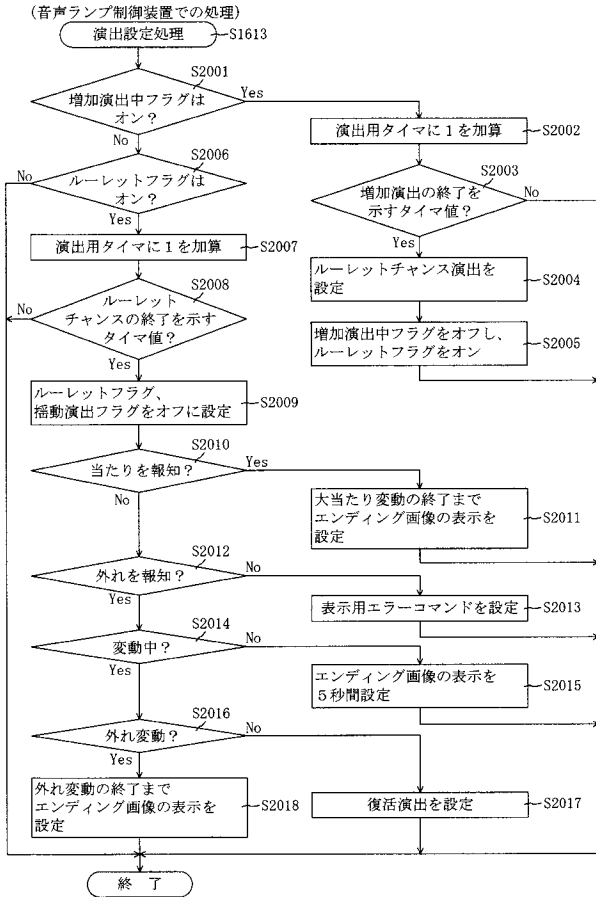 (音声ランプ制御装置での処理)
演出設定処理
S1613
S2001
増加演出中フラグは
オン?
Yes
No
演出用タイマに1を加算
S2002
S2006
ルーレットフラグは
オン?
No
Yes
S2003
増加演出の終了を
示すタイマ値?
No
Yes
演出用タイマに1を加算
S2007
ルーレットチャンス演出を
設定
S2004
S2008
ルーレット
チャンスの終了を示す
タイマ値?
No
Yes
増加演出中フラグをオフし、
ルーレットフラグをオン
S2005
ルーレットフラグ、
揺動演出フラグをオフに設定
S2009
S2010
当たりを報知?
Yes
No
大当たり変動の終了まで
エンディング画像の表示を
設定
S2011
S2012
外れを報知?
No
Yes
表示用エラーコマンドを設定
S2013
S2014
変動中?
No
Yes
エンディング画像の表示を
5秒間設定
S2015
S2016
外れ変動?
No
Yes
外れ変動の終了まで
エンディング画像の表示を
設定
S2018
復活演出を設定
S2017
終了